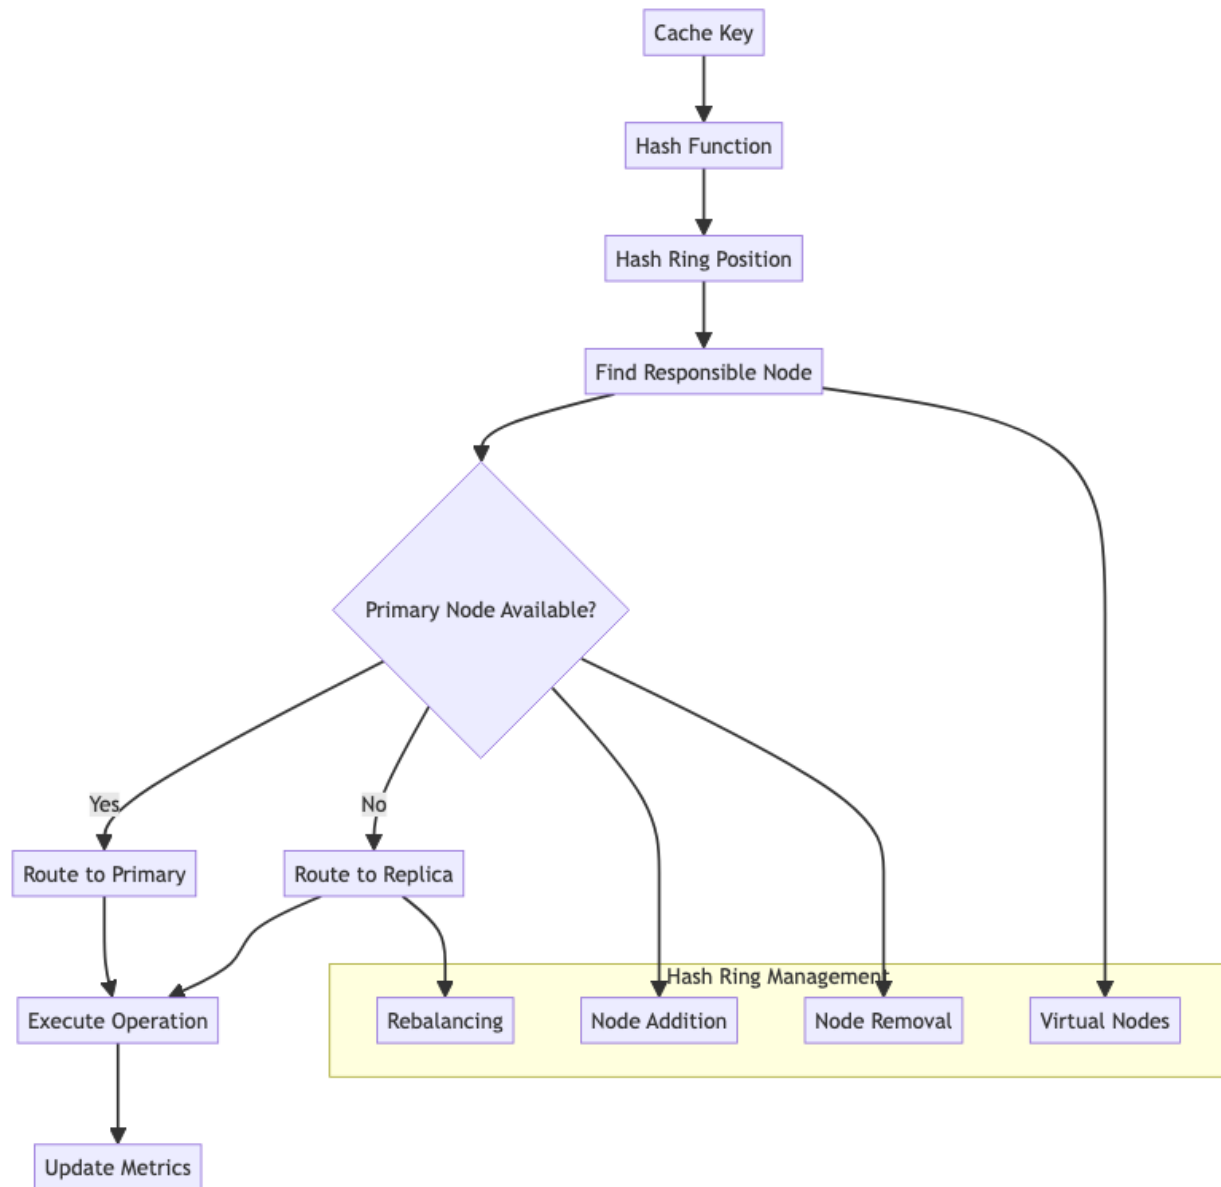 Cache Key
Hash Function
Hash Ring Position
Find Responsible Node
Primary Node Available?
Yes
No
Route to Primary
Route to Replica
Hash Ring Management
Execute Operation
Rebalancing
Node Addition
Node Removal
Virtual Nodes
Update Metrics